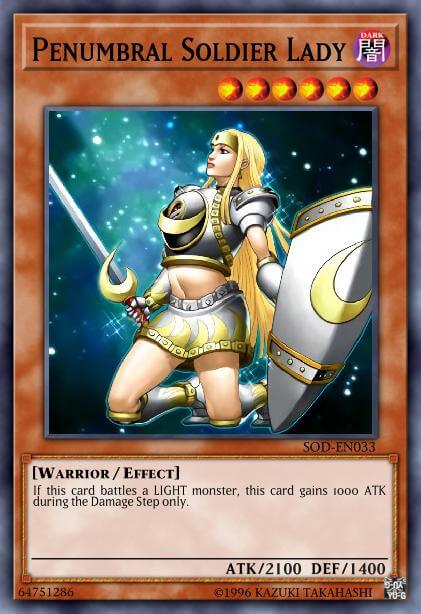 PENUMBRAL SOLDIER LADY
DARK
闇
SOD-EN033
[WARRIOR / EFFECT]
If this card battles a LIGHT monster, this card gains 1000 ATK
during the Damage Step only.
ATK/2100 DEF/1400
64751286
©1996 KAZUKI TAKAHASHI